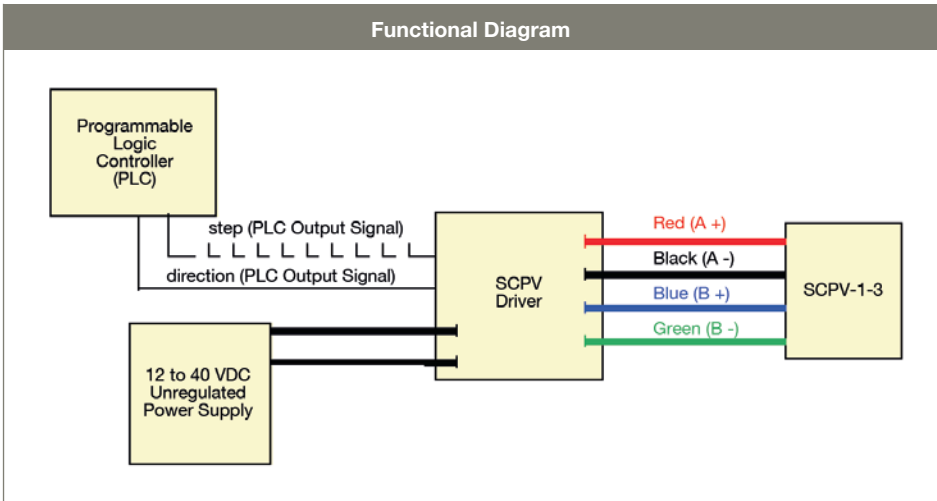 Functional Diagram
Programmable
Logic
Controller
(PLC)
step (PLC Output Signal)
direction (PLC Output Signal)
12 to 40 VDC
Unregulated
Power Supply
SCPV
Driver
Red (A +)
Black (A -)
Blue (B +)
Green (B -)
SCPV-1-3